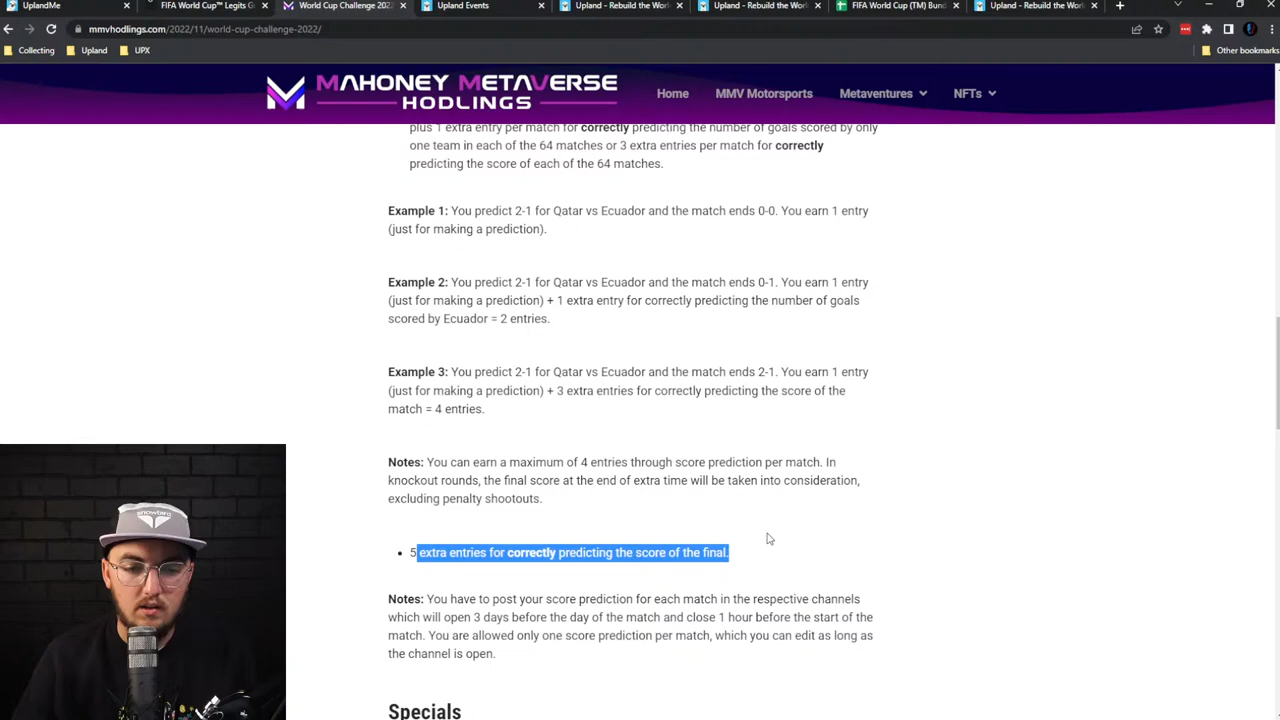 UplandMe
FIFA World Cup™ Legits G
World Cup Challenge 2022
Upland Events
Upland - Rebuild the Work
Upland - Rebuild the Work
FIFA World Cup (TM) Bund
Upland - Rebuild the Wor
mmvhodlings.com/2022/11/world-cup-challenge-2022/
Collecting
Upland
UPX
Other bookmarks
MAHONEY METAVERSE
HODLINGS
Home
MMV Motorsports
Metaventures
NFTs
plus 1 extra entry per match for correctly predicting the number of goals scored by only
one team in each of the 64 matches or 3 extra entries per match for correctly
predicting the score of each of the 64 matches.
Example 1: You predict 2-1 for Qatar vs Ecuador and the match ends 0-0. You earn 1 entry
(just for making a prediction).
Example 2: You predict 2-1 for Qatar vs Ecuador and the match ends 0-1. You earn 1 entry
(just for making a prediction) + 1 extra entry for correctly predicting the number of goals
scored by Ecuador = 2 entries.
Example 3: You predict 2-1 for Qatar vs Ecuador and the match ends 2-1. You earn 1 entry
(just for making a prediction) + 3 extra entries for correctly predicting the score of the
match = 4 entries.
Notes: You can earn a maximum of 4 entries through score prediction per match. In
knockout rounds, the final score at the end of extra time will be taken into consideration,
excluding penalty shootouts.
• 5 extra entries for correctly predicting the score of the final.
Notes: You have to post your score prediction for each match in the respective channels
which will open 3 days before the day of the match and close 1 hour before the start of the
match. You are allowed only one score prediction per match, which you can edit as long as
the channel is open.
Specials
snowtarg